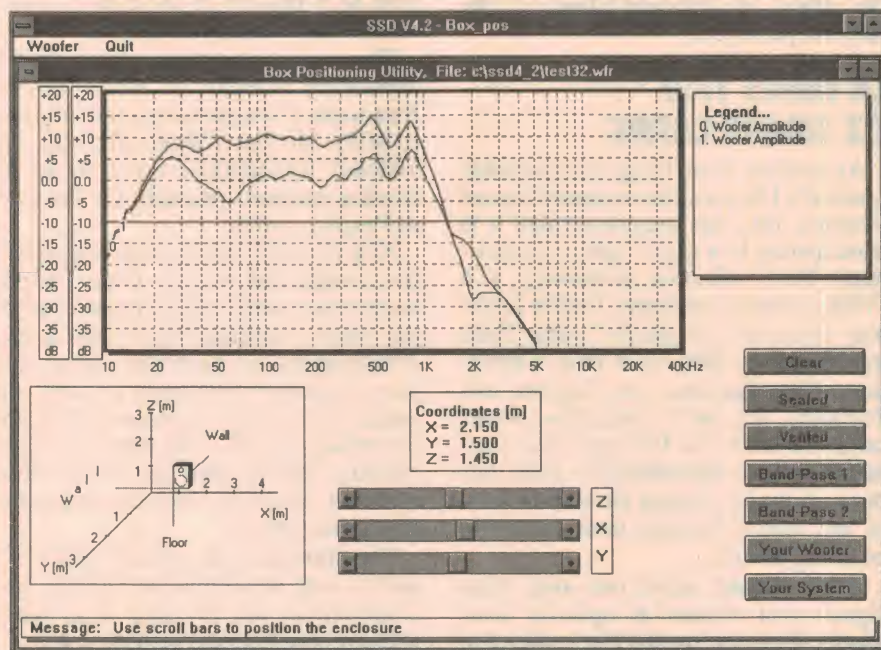 SSD V4.2 - Box_pos
Woofer Quit
Box Positioning Utility, File: c:\ssd4_2\test32.wfr
+20 +20
+15 +15
+10 +10
+5 +5
0.0 0.0
-5 -5
-10 -10
-15 -15
-20 -20
-25 -25
-30 -30
-35 -35
dB dB
0
1
10 20 50 100 200 500 1K 2K 5K 10K 20K 40KHz
Legend...
0. Woofer Amplitude
1. Woofer Amplitude
Clear
Sealed
Vented
Band-Pass 1
Band-Pass 2
Your Woofer
Your System
Z [m]
3
2
1
Wall
Wall
1 2 3 4
X [m]
1
2
3
Y [m]
Floor
Coordinates [m]
X = 2.150
Y = 1.500
Z = 1.450
Z
X
Y
Message: Use scroll bars to position the enclosure